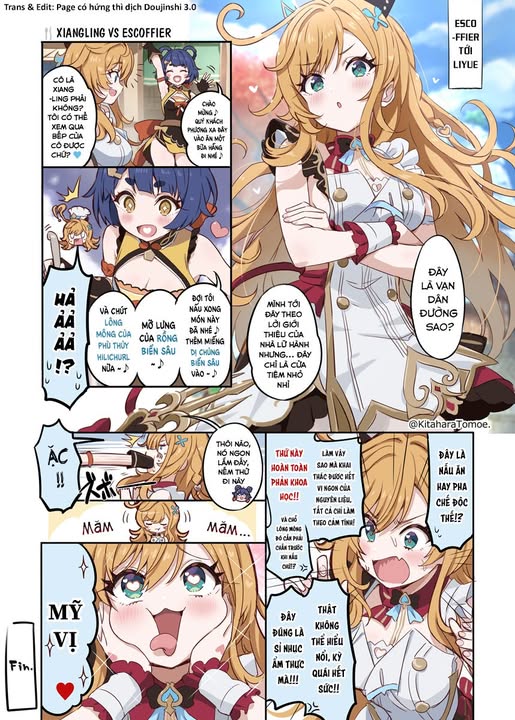 Trans & Edit: Page có hứng thì dịch Doujinshi 3.0
XIANGLING VS ESCOFFIER
ESCO
-FFIER
TỚI
LIYUE
ĐÂY
LÀ VẠN
DÂN
ĐƯỜNG
SAO?
MÌNH TỚI
ĐÂY THEO
LỜI GIỚI
THIỆU CỦA
NHÀ LỮ HÀNH
NHƯNG... ĐÂY
CHỈ LÀ CỬA
TIỆM NHỎ
NHỈ
@KitaharaTomoe.
CHÀO
MỪNG♪
QUÝ KHÁCH
PHƯƠNG XA ĐÂY
VÀO ĂN MỘT
BỮA SAN
HÃNG ĐI
NHÉ ♪
CÔ LÀ
XIANG
-LING PHẢI
KHÔNG?
TÔI CÓ THỂ
XEM QUA
BẾP CỦA
CÔ ĐƯỢC
CHỨ?
ĐỢI TÔI
NẤU XONG
MÓN NÀY
ĐÃ NHÉ♪
THÊM MIẾNG
DỊ CHỦNG
BIỂN SÂU
VÀO~♪
MỠ LƯNG
CỦA RỒNG
BIỂN SÂU
~♪
VÀ CHÚT
LÔNG
MÔNG CỦA
PHÙ THỦY
HILICHURL
NỮA ~♪
HẢ
Ả Ả
Ả Ả
!?
ĐÂY LÀ
NẤU ĂN
HAY PHA
CHẾ ĐỘC
THẾ!?
LÀM VẬY
SAO MÀ KHAI
THÁC ĐƯỢC HẾT
VỊ NGON CỦA
NGUYÊN LIỆU,
TẤT CẢ CHỈ LÀM
THEO CẢM TÍNH!
THỨ NÀY
HOÀN TOÀN
PHẢN KHOA
HỌC!!
VÀ CHỖ
LÔNG MÔNG
ĐÓ CẦN PHẢI
CHẦN TRƯỚC
KHI NẤU
CHỨ!?
THẬT
KHÔNG
THỂ HIỂU
NỔI, KỲ
QUÁI HẾT
SỨC!!
ĐÂY
ĐÚNG LÀ
SỈ NHỤC
ẨM THỰC
MÀ!!!
THÔI NÀO,
NÓ NGON
LẮM ĐẤY,
NẾM THỬ
ĐI NÀY
ẶC
!!
MĂM
MĂM
...
MỸ
VỊ
Fin.